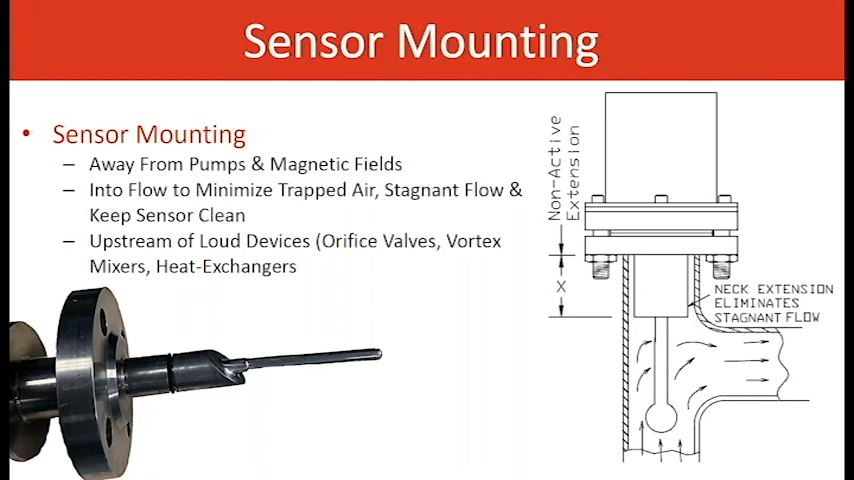 Sensor Mounting
• Sensor Mounting
– Away From Pumps & Magnetic Fields
– Into Flow to Minimize Trapped Air, Stagnant Flow &
Keep Sensor Clean
– Upstream of Loud Devices (Orifice Valves, Vortex
Mixers, Heat-Exchangers
Non-Active
Extension
X
NECK EXTENSION
ELIMINATES
STAGNANT FLOW